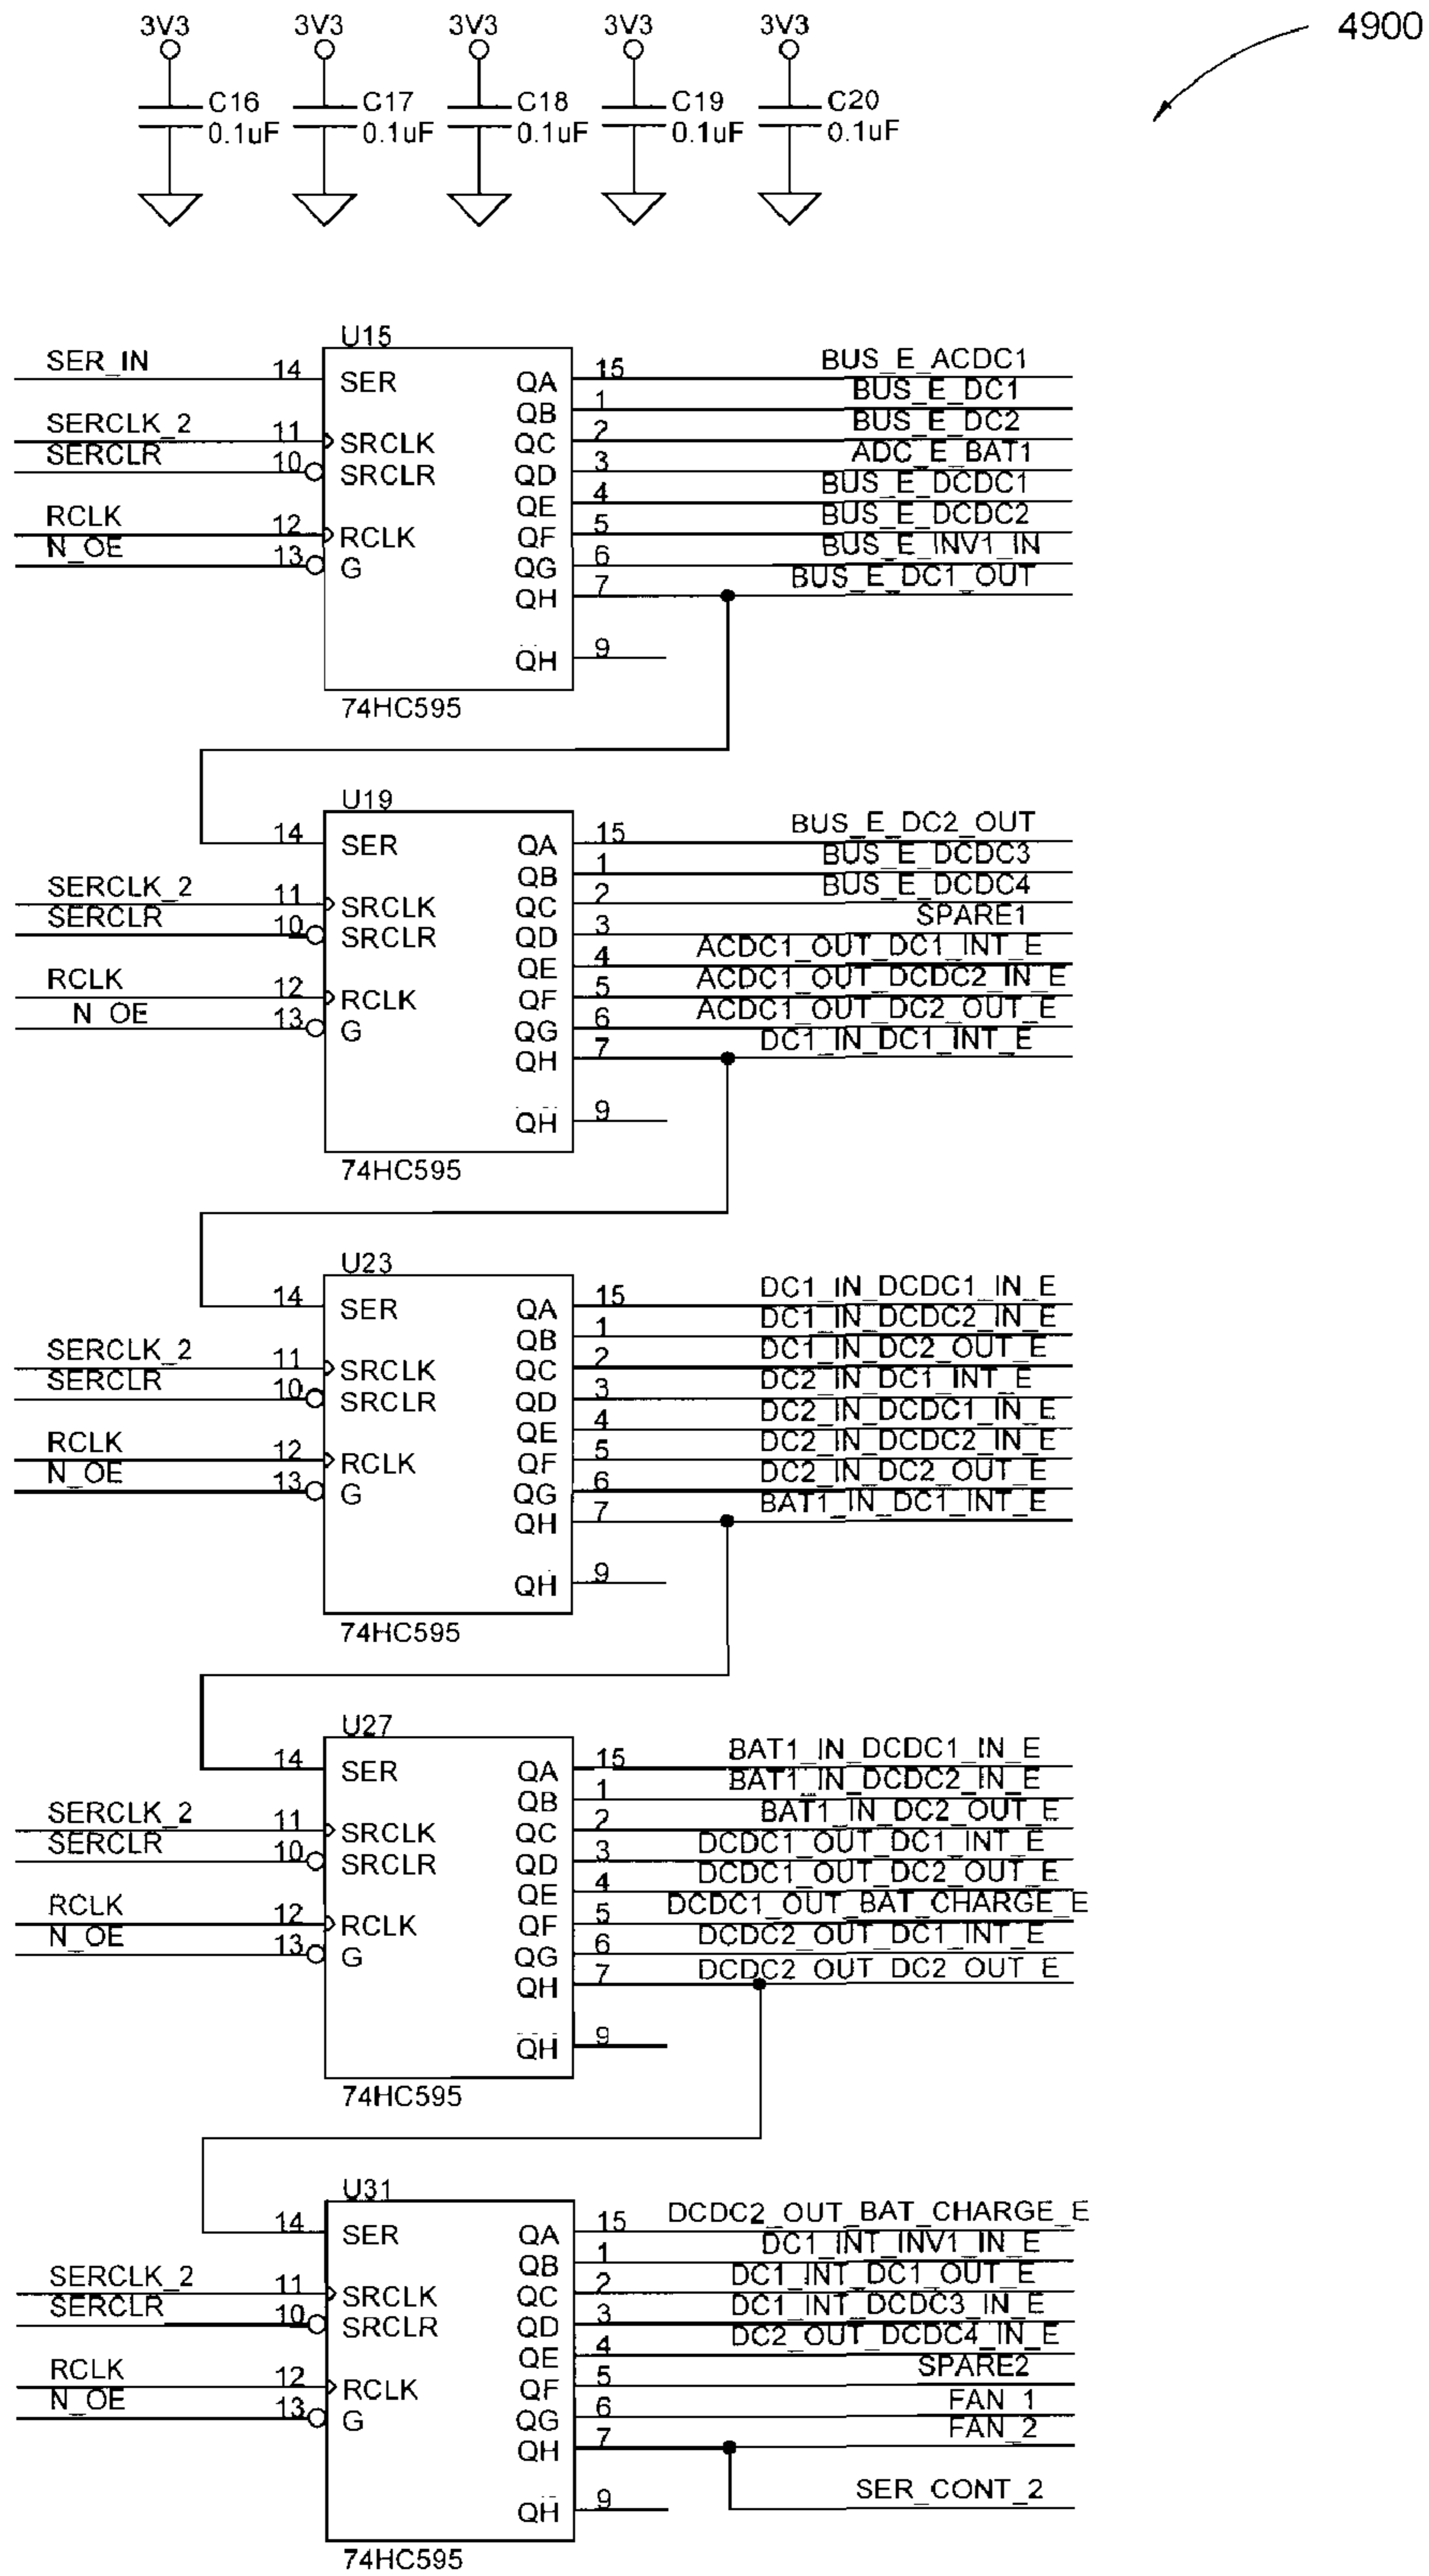 4900
3V3 3V3 3V3 3V3 3V3
C16 C17 C18 C19 C20
0.1uF 0.1uF 0.1uF 0.1uF 0.1uF
U15
SER_IN 14 SER QA 15 BUS_E_ACDC1
QB 1 BUS_E_DC1
SERCLK_2 11 SRCLK QC 2 BUS_E_DC2
SERCLR 10 SRCLR QD 3 ADC_E_BAT1
QE 4 BUS_E_DCDC1
RCLK 12 RCLK QF 5 BUS_E_DCDC2
N_OE 13 G QG 6 BUS_E_INV1_IN
QH 7 BUS_E_DC1_OUT
QH 9
74HC595
U19
14 SER QA 15 BUS_E_DC2_OUT
QB 1 BUS_E_DCDC3
SERCLK_2 11 SRCLK QC 2 BUS_E_DCDC4
SERCLR 10 SRCLR QD 3 SPARE1
QE 4 ACDC1_OUT_DC1_INT_E
RCLK 12 RCLK QF 5 ACDC1_OUT_DCDC2_IN_E
N_OE 13 G QG 6 ACDC1_OUT_DC2_OUT_E
QH 7 DC1_IN_DC1_INT_E
QH 9
74HC595
U23
14 SER QA 15 DC1_IN_DCDC1_IN_E
QB 1 DC1_IN_DCDC2_IN_E
SERCLK_2 11 SRCLK QC 2 DC1_IN_DC2_OUT_E
SERCLR 10 SRCLR QD 3 DC2_IN_DC1_INT_E
QE 4 DC2_IN_DCDC1_IN_E
RCLK 12 RCLK QF 5 DC2_IN_DCDC2_IN_E
N_OE 13 G QG 6 DC2_IN_DC2_OUT_E
QH 7 BAT1_IN_DC1_INT_E
QH 9
74HC595
U27
14 SER QA 15 BAT1_IN_DCDC1_IN_E
QB 1 BAT1_IN_DCDC2_IN_E
SERCLK_2 11 SRCLK QC 2 BAT1_IN_DC2_OUT_E
SERCLR 10 SRCLR QD 3 DCDC1_OUT_DC1_INT_E
QE 4 DCDC1_OUT_DC2_OUT_E
RCLK 12 RCLK QF 5 DCDC1_OUT_BAT_CHARGE_E
N_OE 13 G QG 6 DCDC2_OUT_DC1_INT_E
QH 7 DCDC2_OUT_DC2_OUT_E
QH 9
74HC595
U31
14 SER QA 15 DCDC2_OUT_BAT_CHARGE_E
QB 1 DC1_INT_INV1_IN_E
SERCLK_2 11 SRCLK QC 2 DC1_INT_DC1_OUT_E
SERCLR 10 SRCLR QD 3 DC1_INT_DCDC3_IN_E
QE 4 DC2_OUT_DCDC4_IN_E
RCLK 12 RCLK QF 5 SPARE2
N_OE 13 G QG 6 FAN_1
QH 7 FAN_2
QH 9 SER_CONT_2
74HC595